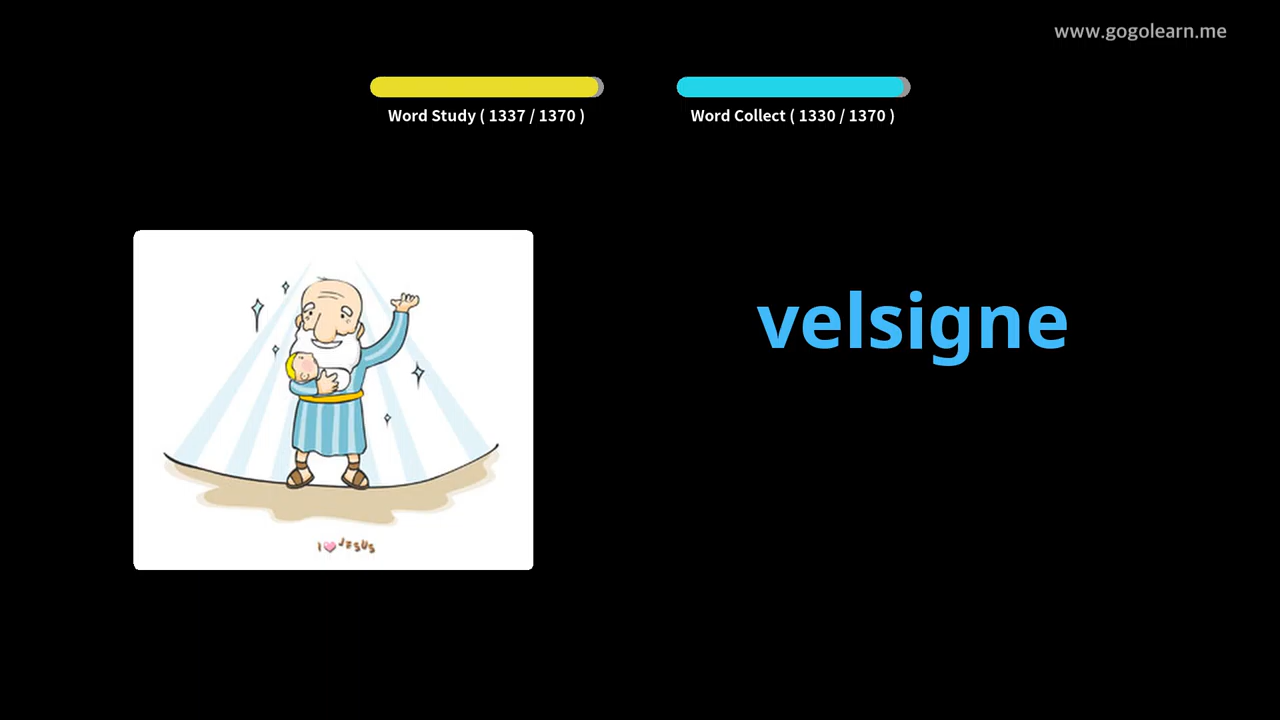 www.gogolearn.me
Word Study ( 1337 / 1370 )
Word Collect ( 1330 / 1370 )
velsigne
I ❤ JESUS